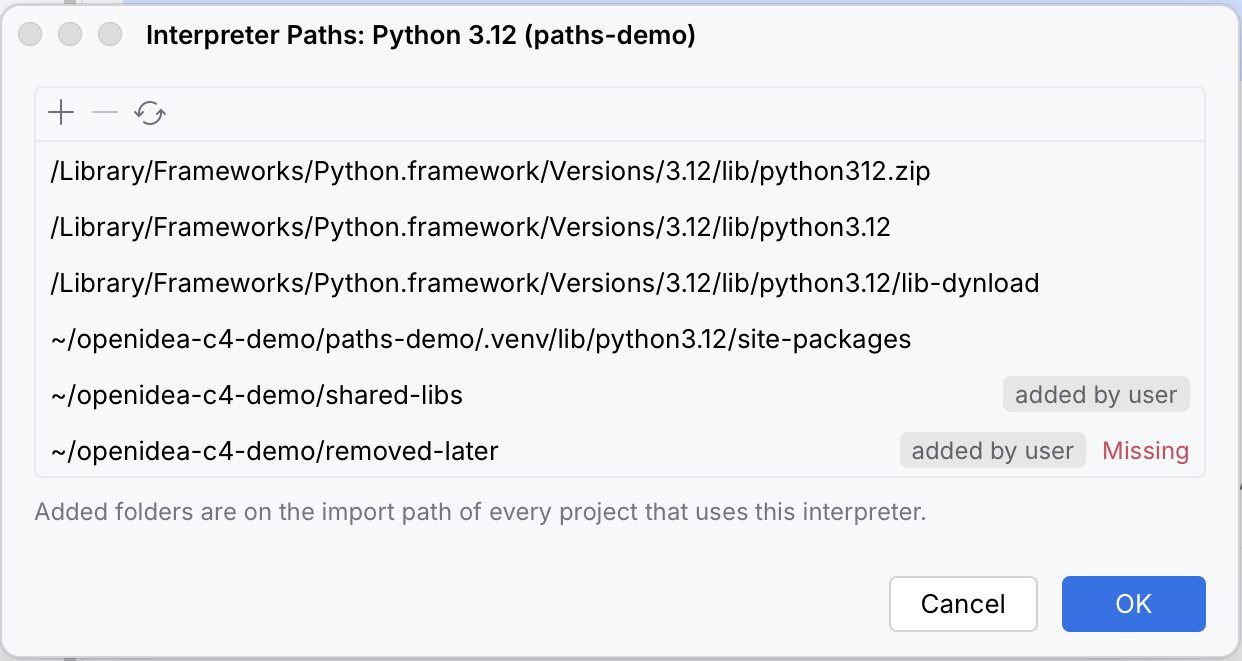 Interpreter Paths: Python 3.12 (paths-demo)
/Library/Frameworks/Python.framework/Versions/3.12/lib/python312.zip
/Library/Frameworks/Python.framework/Versions/3.12/lib/python3.12
/Library/Frameworks/Python.framework/Versions/3.12/lib/python3.12/lib-dynload
~/openidea-c4-demo/paths-demo/.venv/lib/python3.12/site-packages
~/openidea-c4-demo/shared-libs added by user
~/openidea-c4-demo/removed-later added by user Missing
Added folders are on the import path of every project that uses this interpreter.
Cancel OK